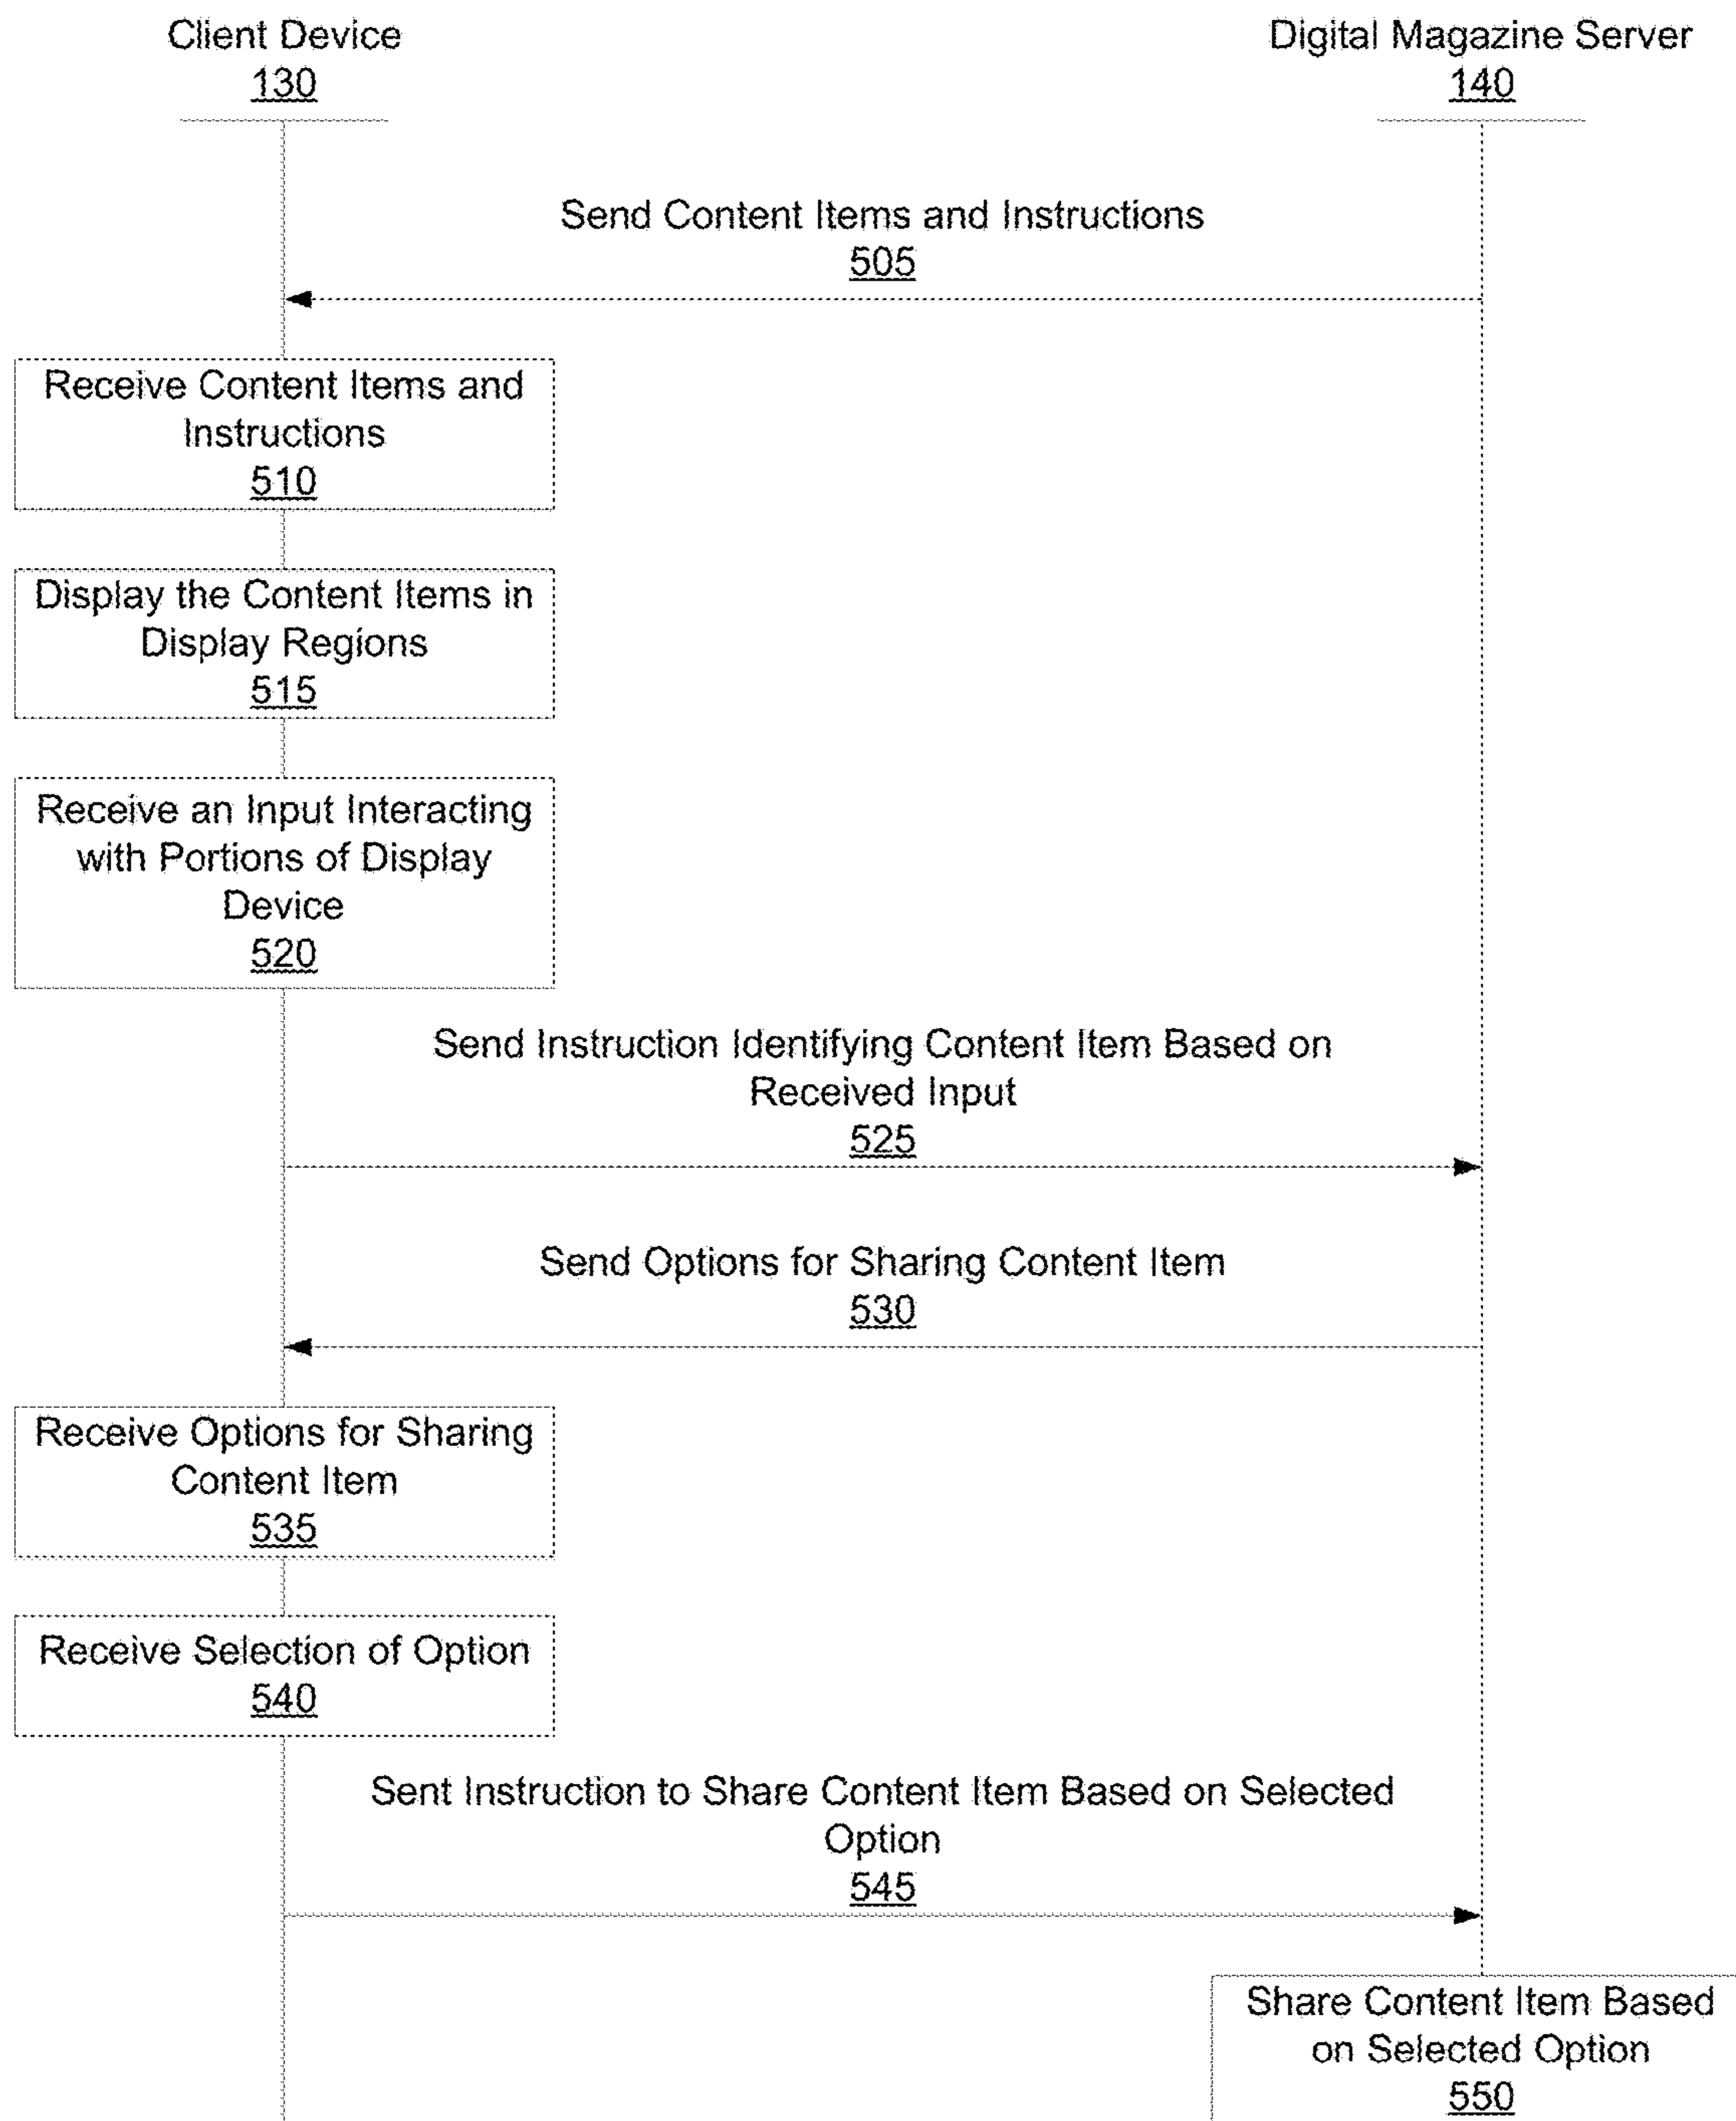 Client Device
130
Digital Magazine Server
140
Send Content Items and Instructions
505
Receive Content Items and
Instructions
510
Display the Content Items in
Display Regions
515
Receive an Input Interacting
with Portions of Display
Device
520
Send Instruction Identifying Content Item Based on
Received Input
525
Send Options for Sharing Content Item
530
Receive Options for Sharing
Content Item
535
Receive Selection of Option
540
Sent Instruction to Share Content Item Based on Selected
Option
545
Share Content Item Based
on Selected Option
550